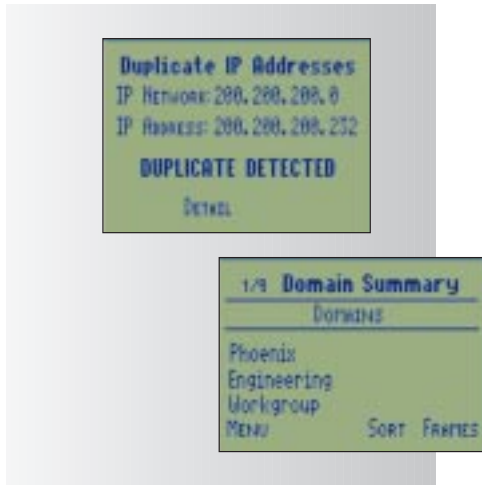 Duplicate IP Addresses
IP NETWORK: 200.200.200.0
IP ADDRESS: 200.200.200.232
DUPLICATE DETECTED
DETAIL
1/9 Domain Summary
DOMAINS
Phoenix
Engineering
Workgroup
MENU SORT FRAMES